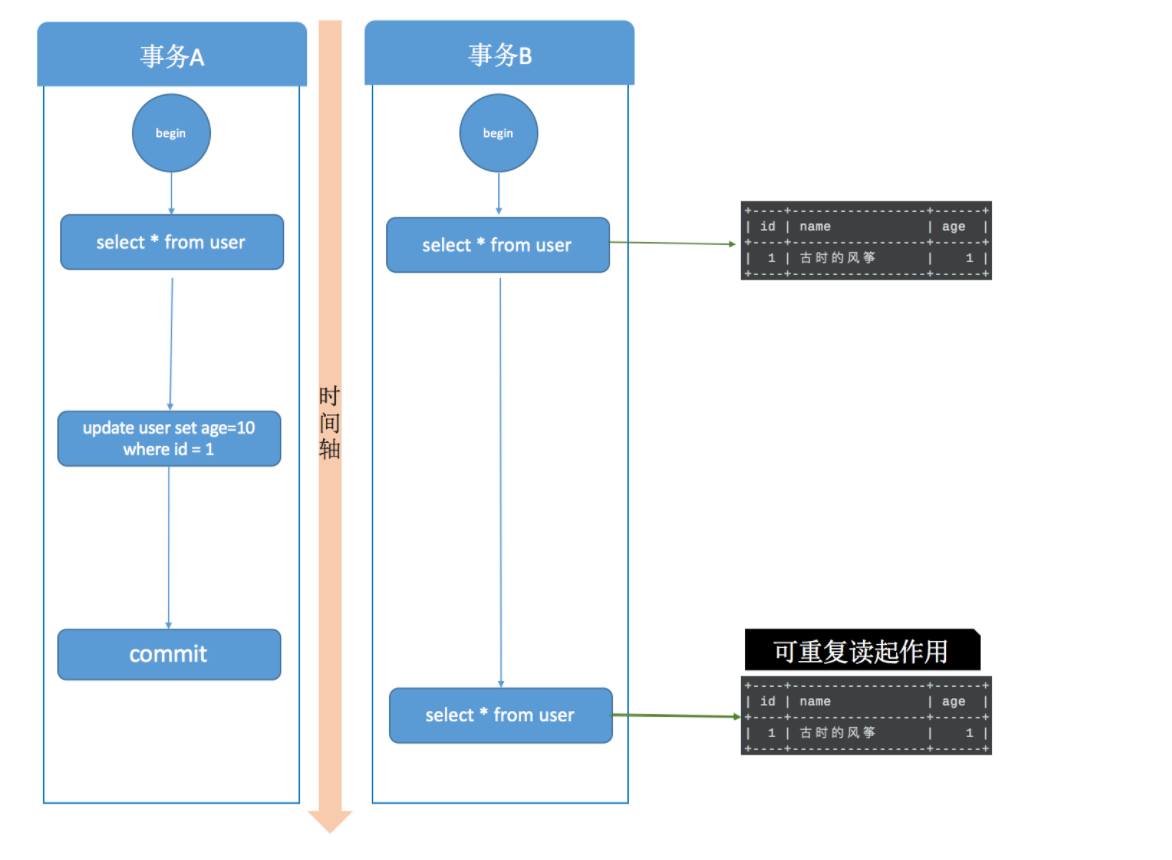 事务A
begin
select * from user
update user set age=10
where id = 1
commit
时
间
轴
事务B
begin
select * from user
select * from user
+----+-----------------+------+
| id | name            | age  |
+----+-----------------+------+
|  1 | 古时的风筝      |    1 |
+----+-----------------+------+
可重复读起作用
+----+-----------------+------+
| id | name            | age  |
+----+-----------------+------+
|  1 | 古时的风筝      |    1 |
+----+-----------------+------+